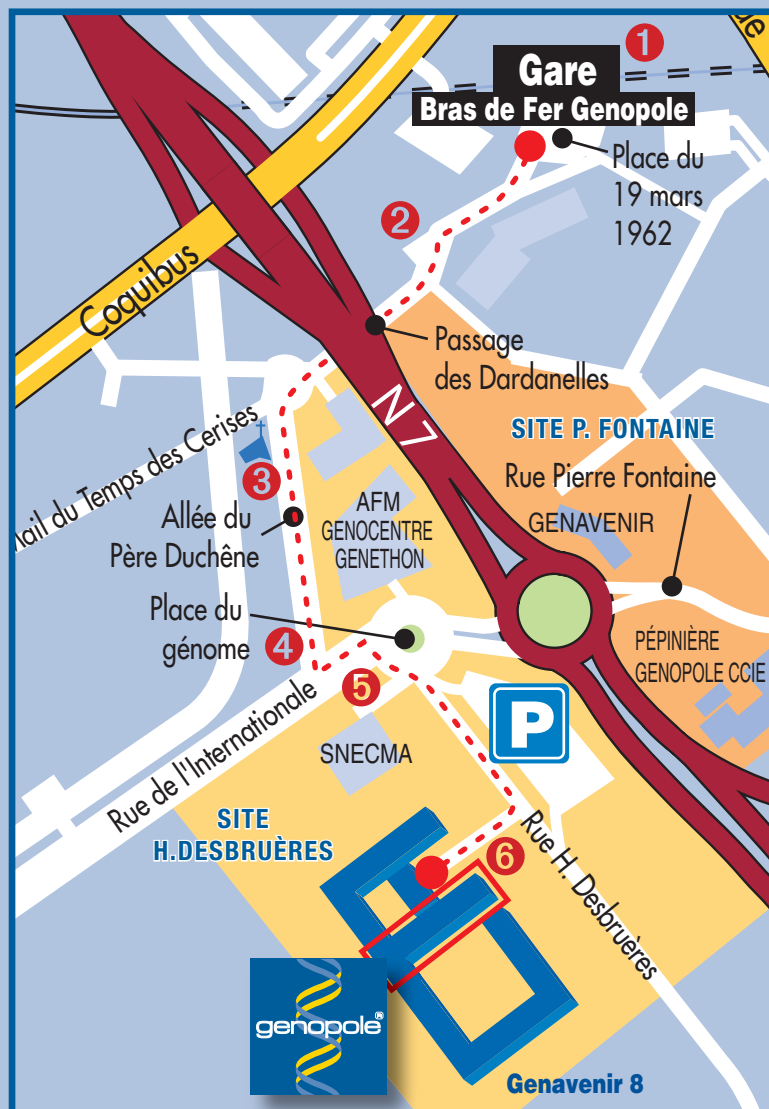 1
Gare
Bras de Fer Genopole
Place du
19 mars
1962
2
Coquibus
Passage
des Dardanelles
N 7
SITE P. FONTAINE
Rue Pierre Fontaine
GENAVENIR
du Temps des Cerises
3
AFM
GENOCENTRE
GENETHON
Allée du
Père Duchêne
Place du
génome
4
5
PÉPINIÈRE
GENOPOLE CCIE
P
SNECMA
Rue de l'Internationale
SITE
H.DESBRUÈRES
6
Rue H. Desbruères
genopole®
Genavenir 8